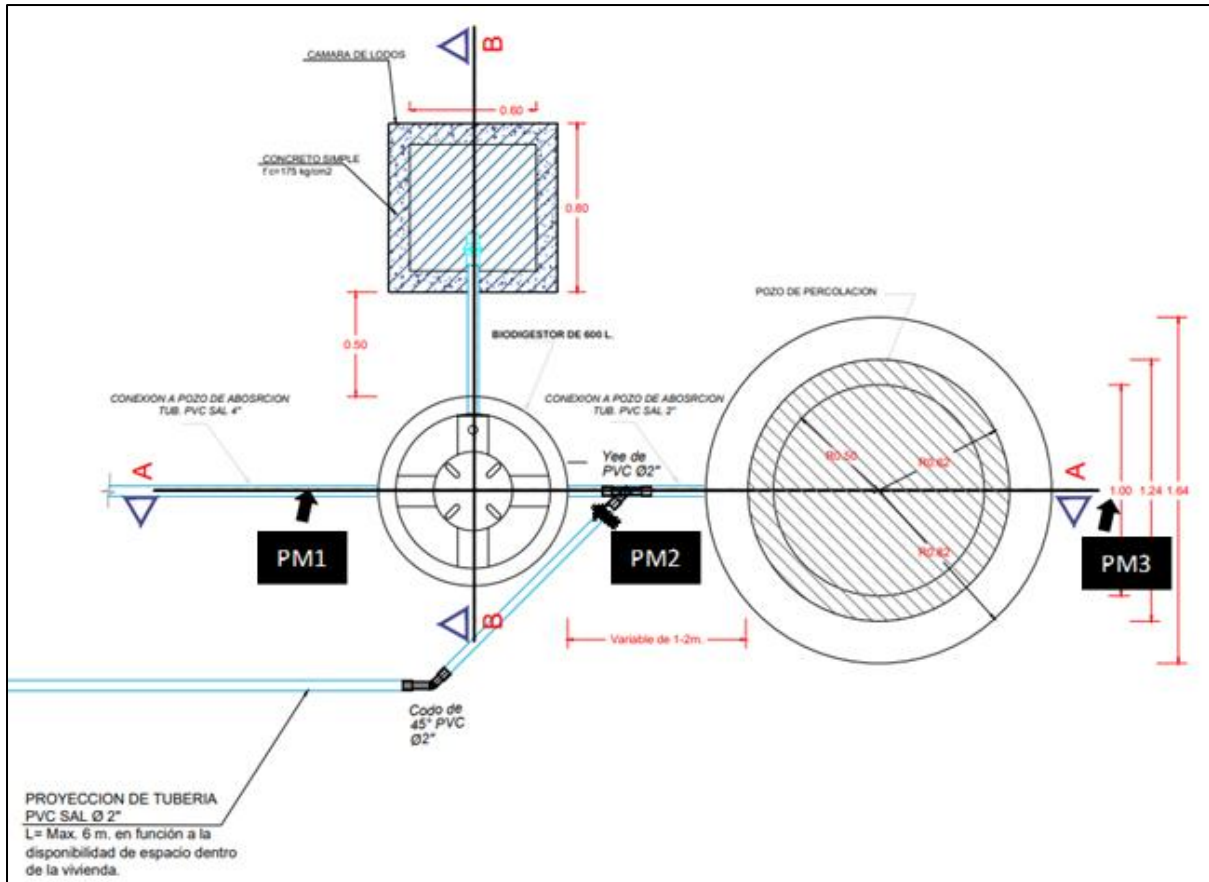 B
CAMARA DE LODOS
0.60
CONCRETO SIMPLE
f´c=175 kg/cm2
0.80
POZO DE PERCOLACION
BIODIGESTOR DE 600 L.
0.50
CONEXION A POZO DE ABOSRCION
TUB. PVC SAL 4"
CONEXION A POZO DE ABOSRCION
TUB. PVC SAL 2"
Yee de
PVC Ø2"
A
R0.50
R0.62
A
1.00
1.24
1.64
PM1
PM2
R0.82
PM3
B
Variable de 1-2m.
Codo de
45° PVC
Ø2"
PROYECCION DE TUBERIA
PVC SAL Ø 2"
L= Max. 6 m. en función a la
disponibilidad de espacio dentro
de la vivienda.